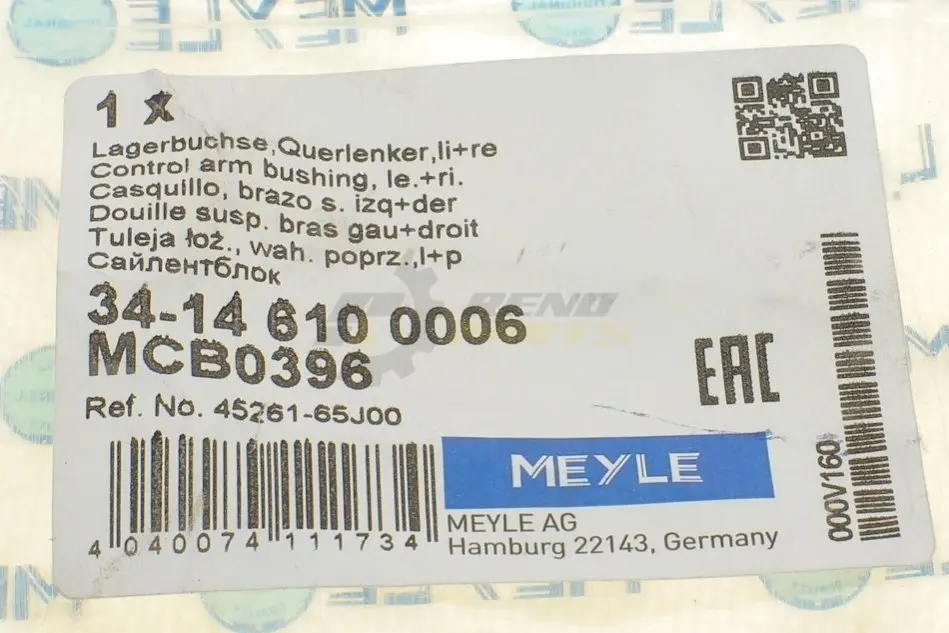 1 x
Lagerbuchse,Querlenker,li+re
Control arm bushing, le.+ri.
Casquillo, brazo s. izq+der
Douille susp. bras gau+droit
Tuleja łoż., wah. poprz.,l+p
Сайлентблок
34-14 610 0006
MCB0396
Ref. No. 45261-65J00
4 040074 111734
EAC
000V160
MEYLE
MEYLE AG
Hamburg 22143, Germany